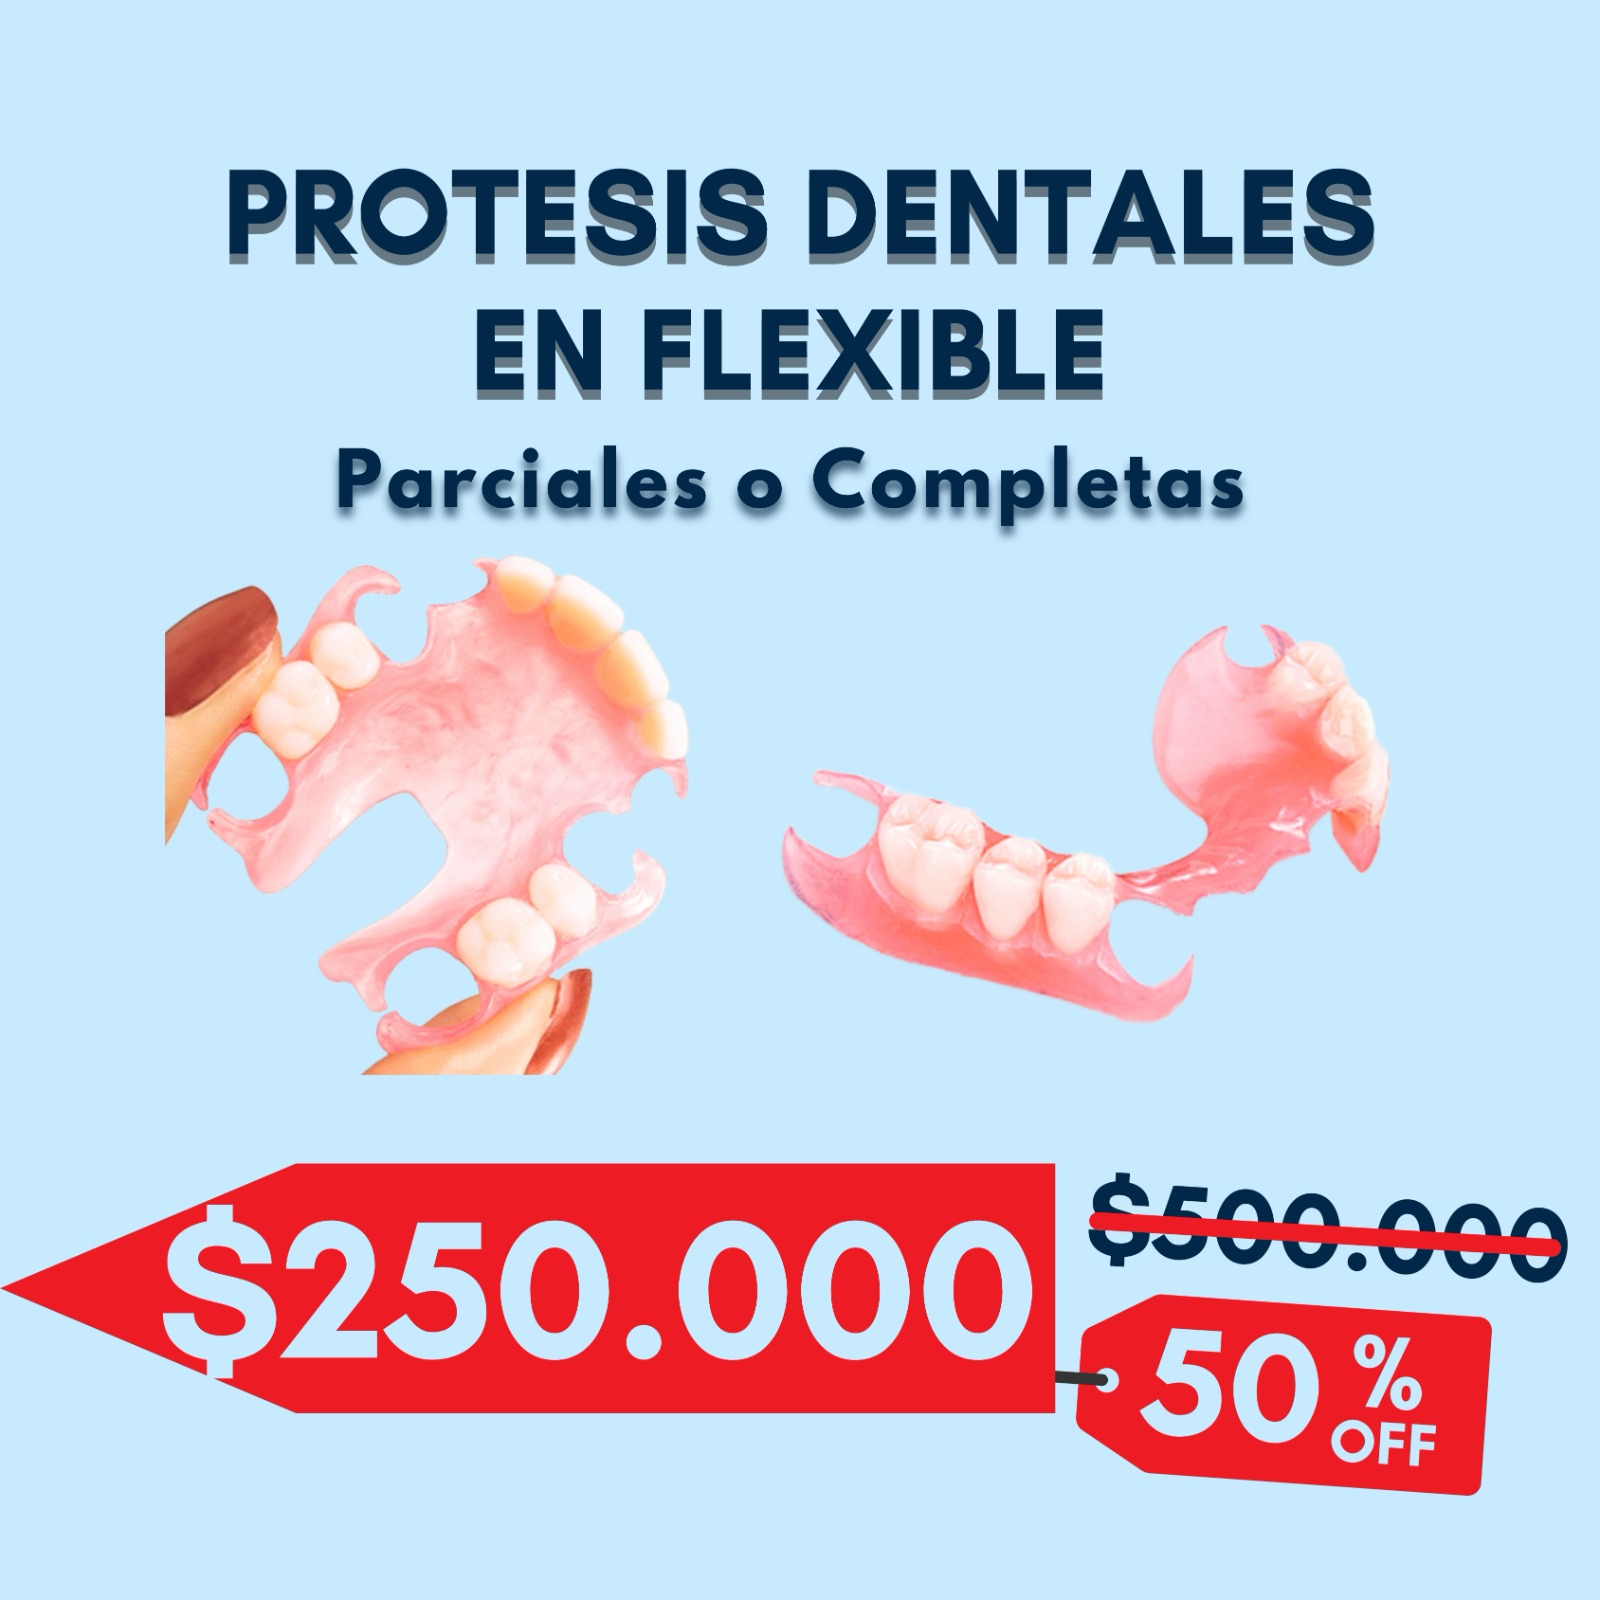 PROTESIS DENTALES
EN FLEXIBLE
Parciales o Completas
$250.000
$500.000
50 %
OFF